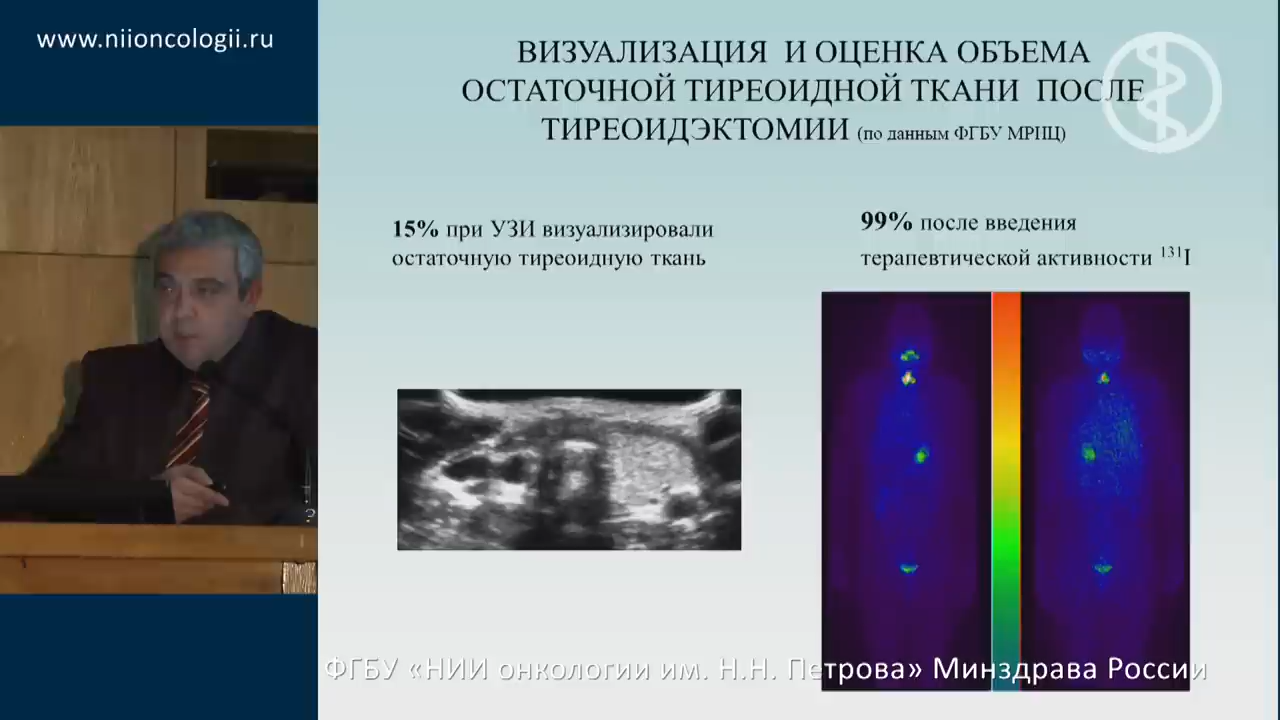 www.niioncologii.ru
ВИЗУАЛИЗАЦИЯ И ОЦЕНКА ОБЪЕМА
ОСТАТОЧНОЙ ТИРЕОИДНОЙ ТКАНИ ПОСЛЕ
ТИРЕОИДЭКТОМИИ (по данным ФГБУ МРНЦ)
15% при УЗИ визуализировали
остаточную тиреоидную ткань
99% после введения
терапевтической активности ¹³¹I
ФГБУ «НИИ онкологии им. Н.Н. Петрова» Минздрава России